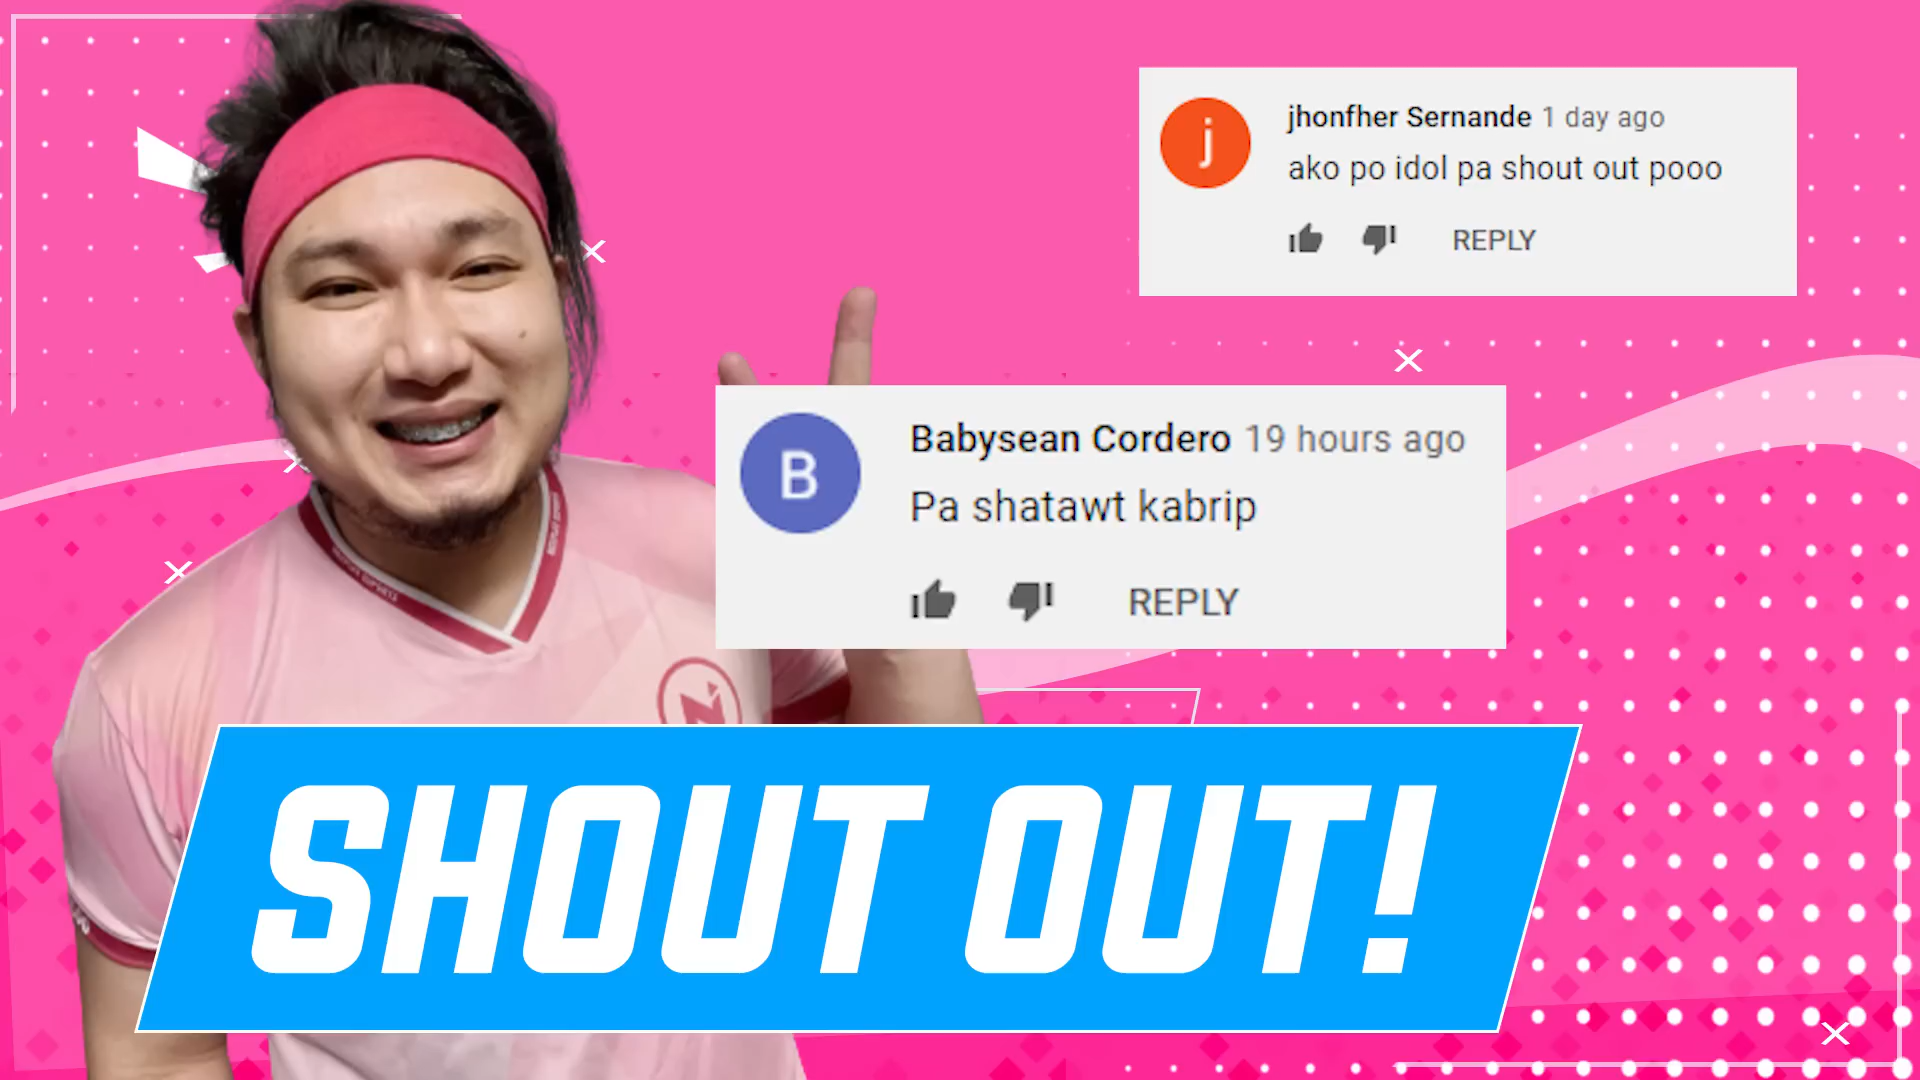 jhonfher Sernande 1 day ago
ako po idol pa shout out pooo
REPLY
Babysean Cordero 19 hours ago
Pa shatawt kabrip
REPLY
SHOUT OUT!
j
B